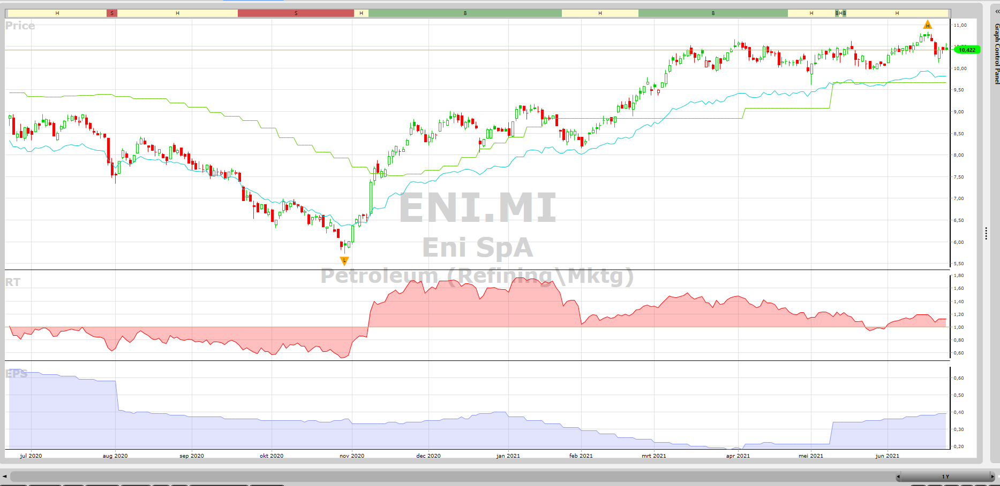 H S H S H B H B H B H B H
Price
H
11,00
10,422
10,00
9,50
9,00
8,50
8,00
7,50
7,00
6,50
6,00
5,50
L
ENI.MI
Eni SpA
Petroleum (Refining\Mktg)
RT
1,80
1,60
1,40
1,20
1,00
0,80
0,60
EPS
0,60
0,50
0,40
0,30
0,20
jul 2020 aug 2020 sep 2020 okt 2020 nov 2020 dec 2020 jan 2021 feb 2021 mrt 2021 apr 2021 mei 2021 jun 2021
1 Y
Graph Control Panel